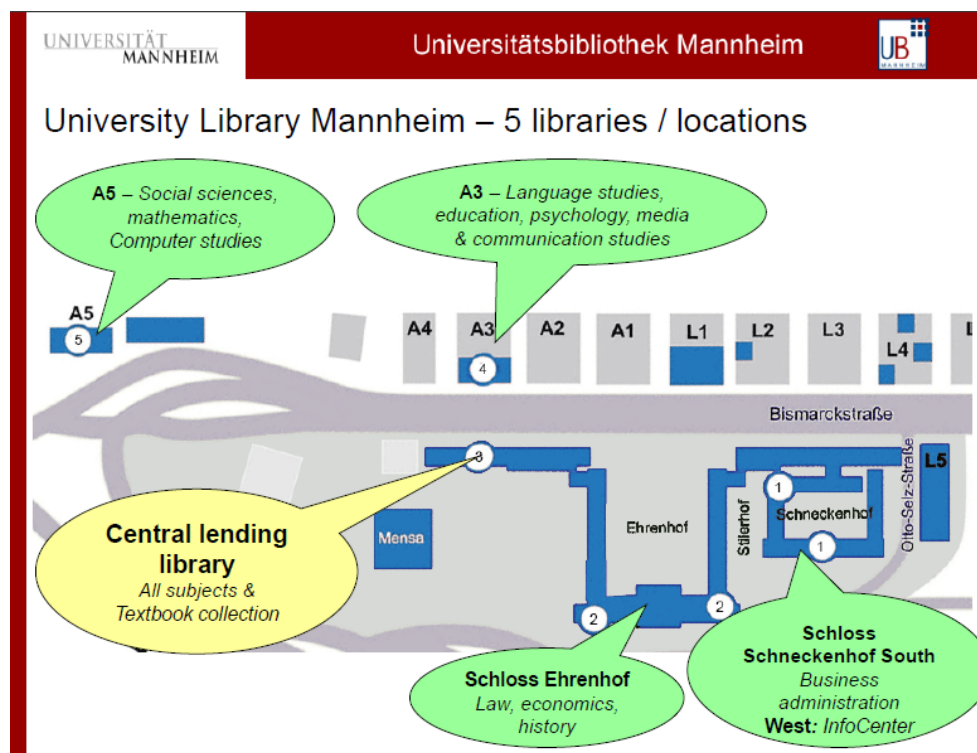 UNIVERSITÄT
MANNHEIM
Universitätsbibliothek Mannheim
UB
MANNHEIM
University Library Mannheim – 5 libraries / locations
A5 – Social sciences,
mathematics,
Computer studies
A3 – Language studies,
education, psychology, media
& communication studies
A5
5
A4
A3
4
A2
A1
L1
L2
L3
L4
L
Bismarckstraße
3
Central lending
library
All subjects &
Textbook collection
Mensa
Ehrenhof
Stillerhof
1
Schneckenhof
1
Otto-Selz-Straße
L5
2
2
Schloss Ehrenhof
Law, economics,
history
Schloss
Schneckenhof South
Business
administration
West: InfoCenter